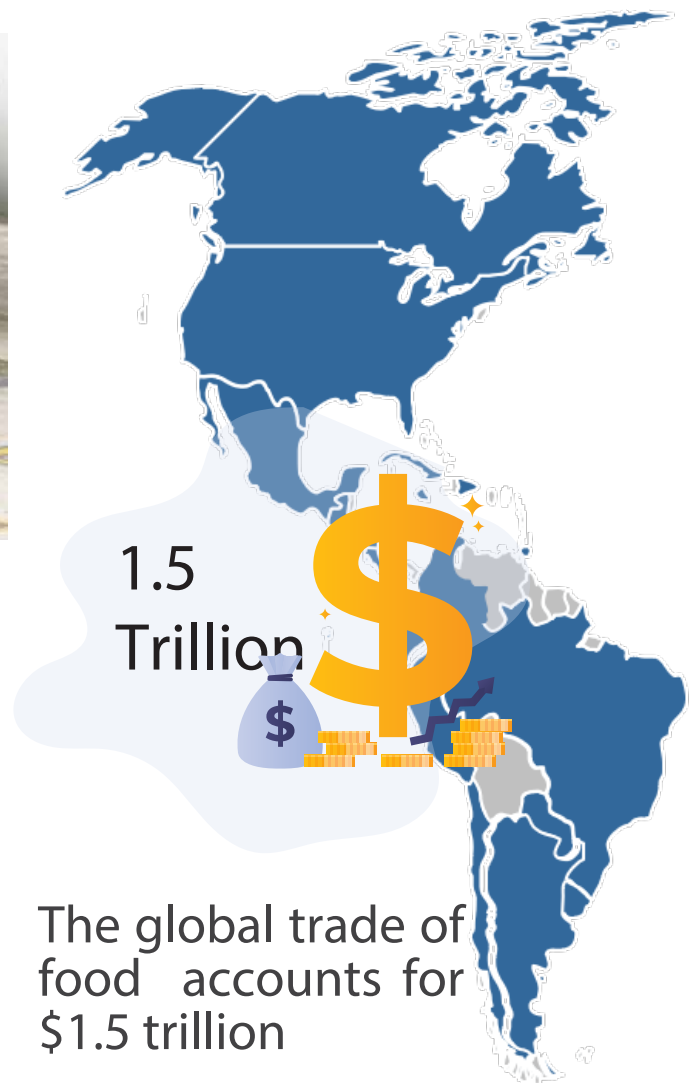 1.5
Trillion
$
$
The global trade of
food accounts for
$1.5 trillion